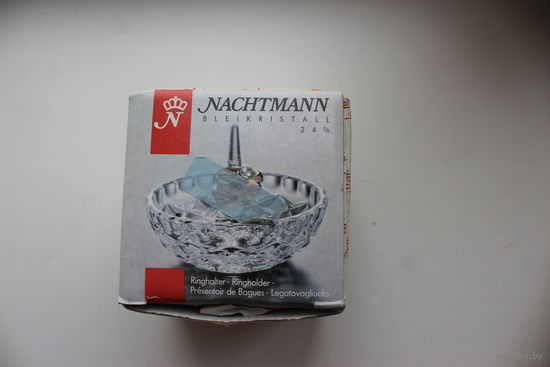 N
NACHTMANN
BLEIKRISTALL
24%
Ringhalter · Ringholder ·
Présentoir de Bagues · Legatovagliuolo